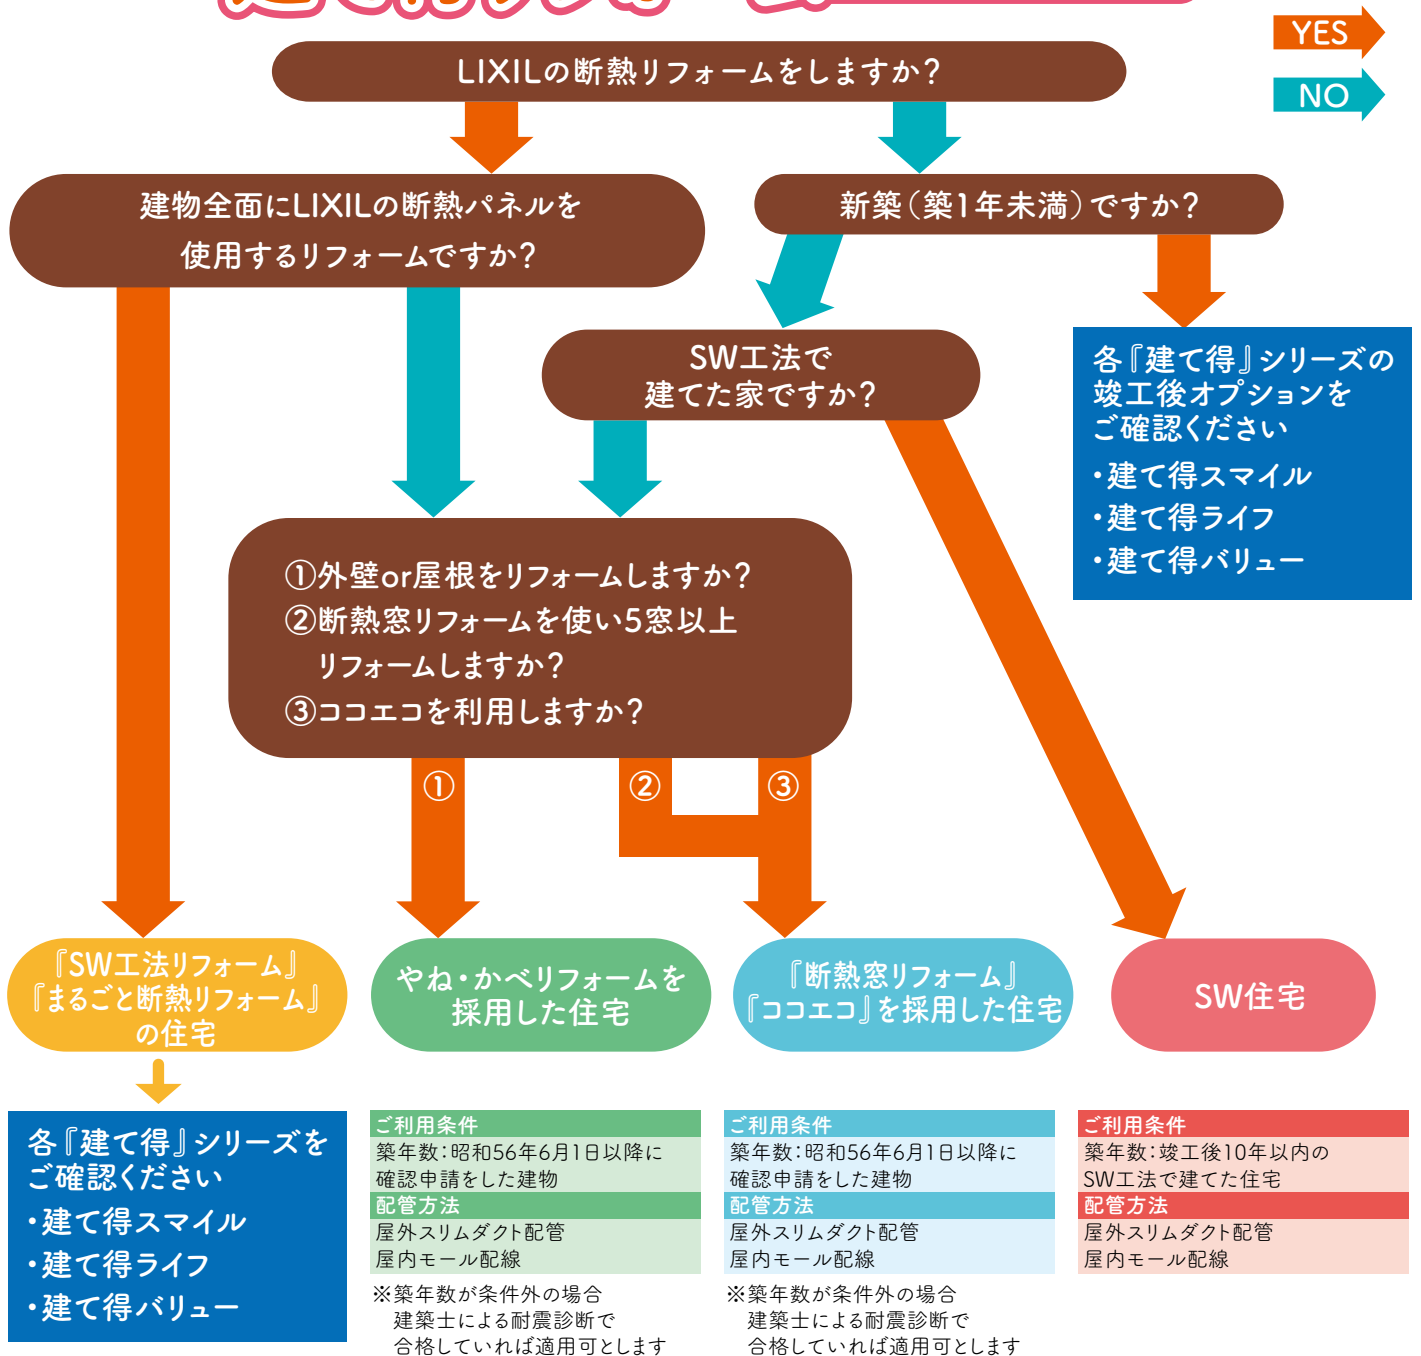 YES
NO
LIXILの断熱リフォームをしますか?
建物全面にLIXILの断熱パネルを
使用するリフォームですか?
新築(築1年未満)ですか?
SW工法で
建てた家ですか?
各『建て得』シリーズの
竣工後オプションを
ご確認ください
・建て得スマイル
・建て得ライフ
・建て得バリュー
①外壁or屋根をリフォームしますか?
②断熱窓リフォームを使い5窓以上
リフォームしますか?
③ココエコを利用しますか?
①
②
③
『SW工法リフォーム』
『まるごと断熱リフォーム』
の住宅
やね・かべリフォームを
採用した住宅
『断熱窓リフォーム』
『ココエコ』を採用した住宅
SW住宅
各『建て得』シリーズを
ご確認ください
・建て得スマイル
・建て得ライフ
・建て得バリュー
ご利用条件
築年数:昭和56年6月1日以降に
確認申請をした建物
配管方法
屋外スリムダクト配管
屋内モール配線
※築年数が条件外の場合
建築士による耐震診断で
合格していれば適用可とします
ご利用条件
築年数:昭和56年6月1日以降に
確認申請をした建物
配管方法
屋外スリムダクト配管
屋内モール配線
※築年数が条件外の場合
建築士による耐震診断で
合格していれば適用可とします
ご利用条件
築年数:竣工後10年以内の
SW工法で建てた住宅
配管方法
屋外スリムダクト配管
屋内モール配線